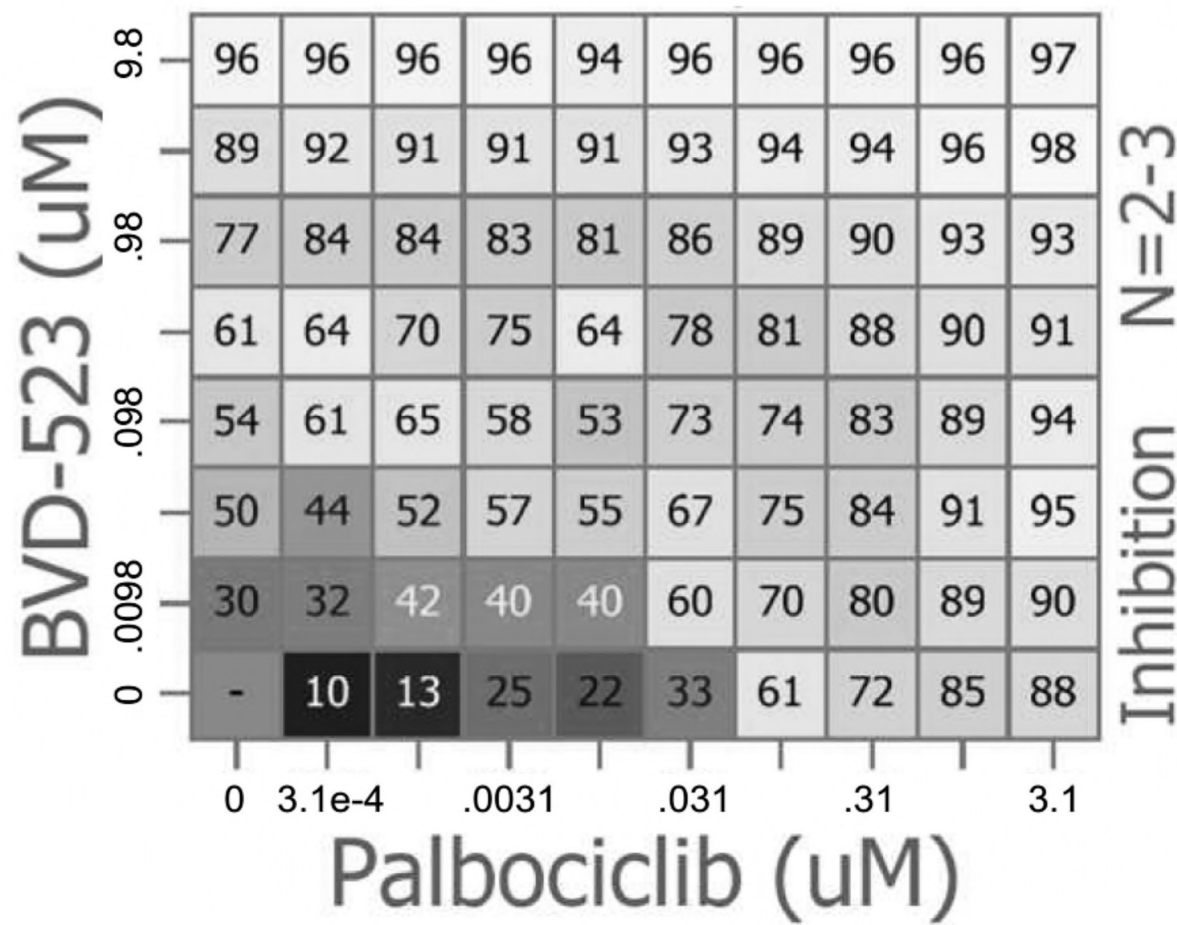 9.8 96 96 96 96 94 96 96 96 96 97
89 92 91 91 91 93 94 94 96 98
.98 77 84 84 83 81 86 89 90 93 93
61 64 70 75 64 78 81 88 90 91
.098 54 61 65 58 53 73 74 83 89 94
50 44 52 57 55 67 75 84 91 95
.0098 30 32 42 40 40 60 70 80 89 90
0 - 10 13 25 22 33 61 72 85 88
0 3.1e-4 .0031 .031 .31 3.1
Palbociclib (uM)
BVD-523 (uM)
Inhibition N=2-3